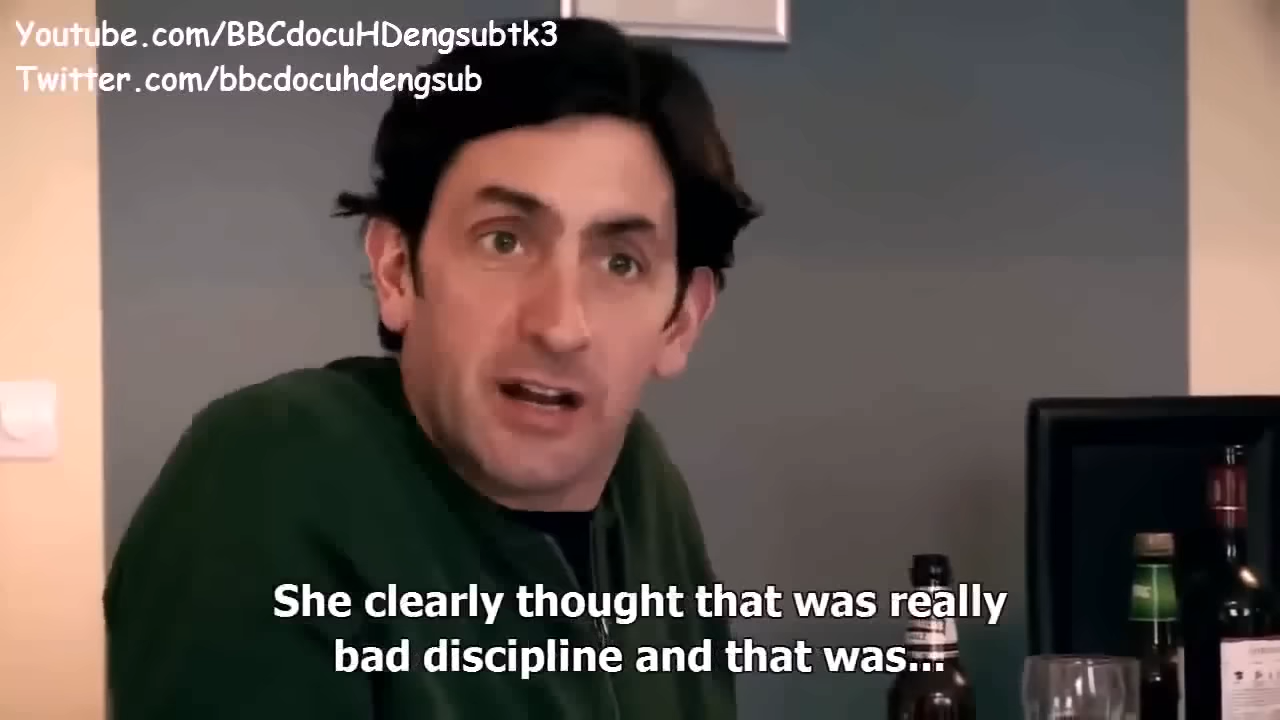 Youtube.com/BBCdocuHDengsubtk3
Twitter.com/bbcdocuhdengsub
She clearly thought that was really
bad discipline and that was...